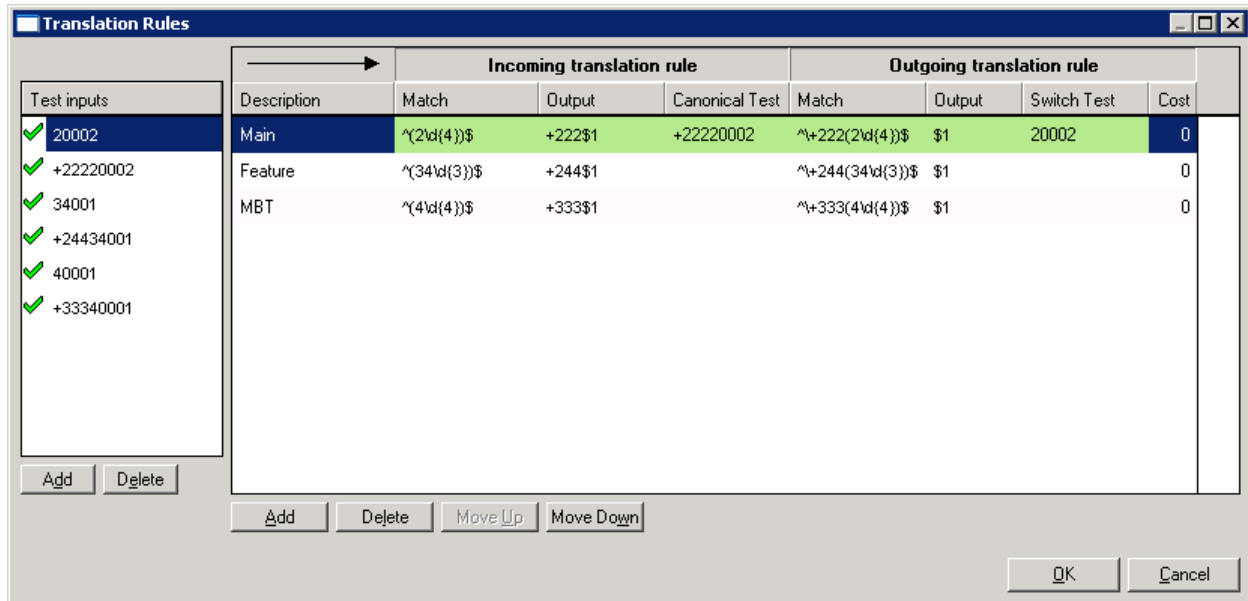 Translation Rules
Incoming translation rule Outgoing translation rule
Test inputs Description Match Output Canonical Test Match Output Switch Test Cost
20002 Main ^(2\d{4})$ +222$1 +22220002 ^\+222(2\d{4})$ $1 20002 0
+22220002 Feature ^(34\d{3})$ +244$1 ^\+244(34\d{3})$ $1 0
34001 MBT ^(4\d{4})$ +333$1 ^\+333(4\d{4})$ $1 0
+24434001
40001
+33340001
Add Delete
Add Delete Move Up Move Down
OK Cancel